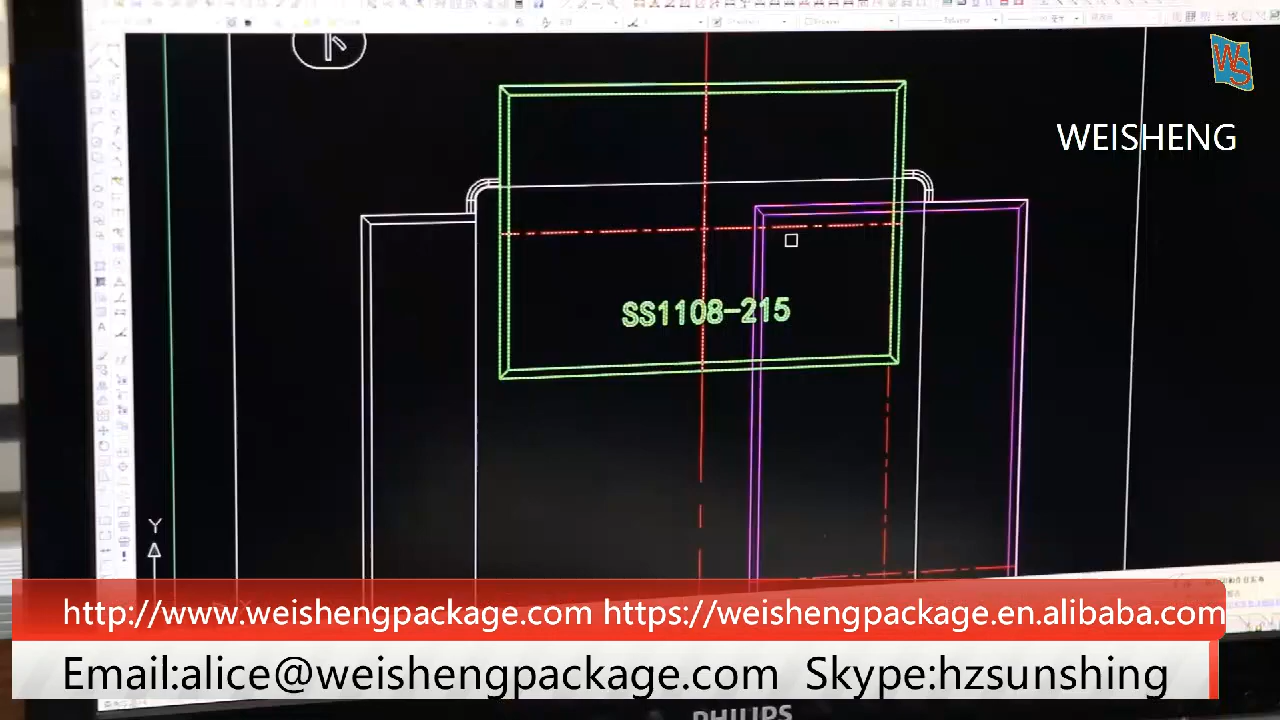 WS
WEISHENG
SS1108-215
Y
http://www.weishengpackage.com https://weishengpackage.en.alibaba.com
Email:alice@weishengpackage.com Skype:hzsunshing
PHILIPS